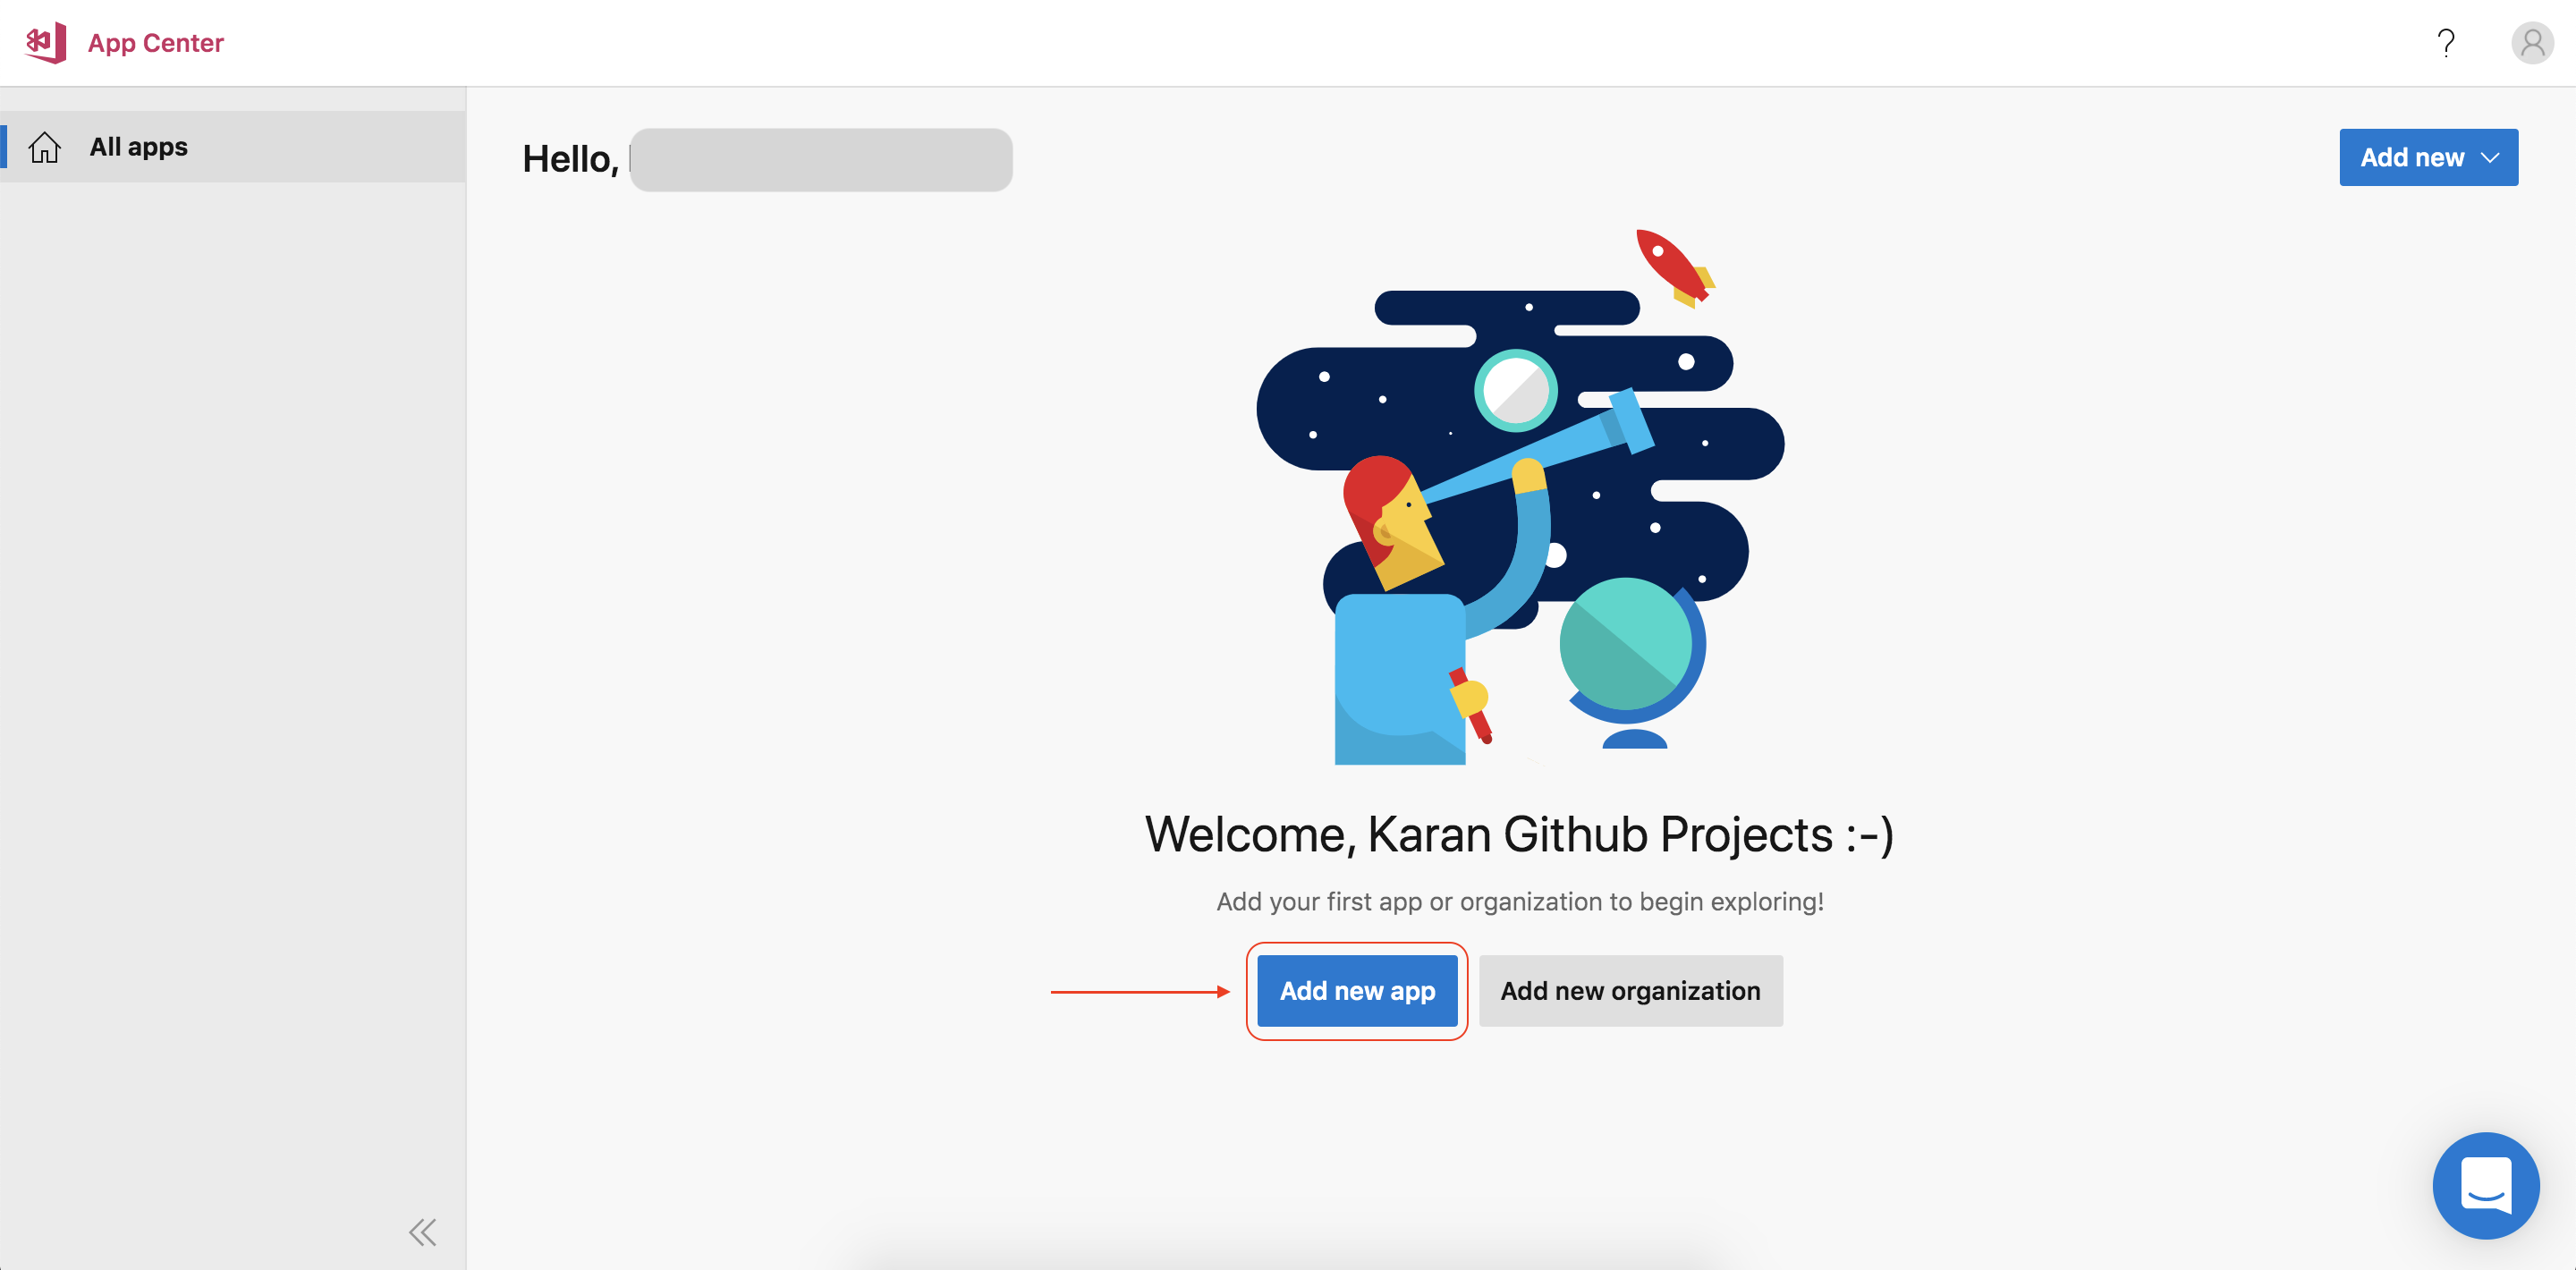 App Center
?
All apps
Hello,
Add new
Welcome, Karan Github Projects :-)
Add your first app or organization to begin exploring!
Add new app
Add new organization